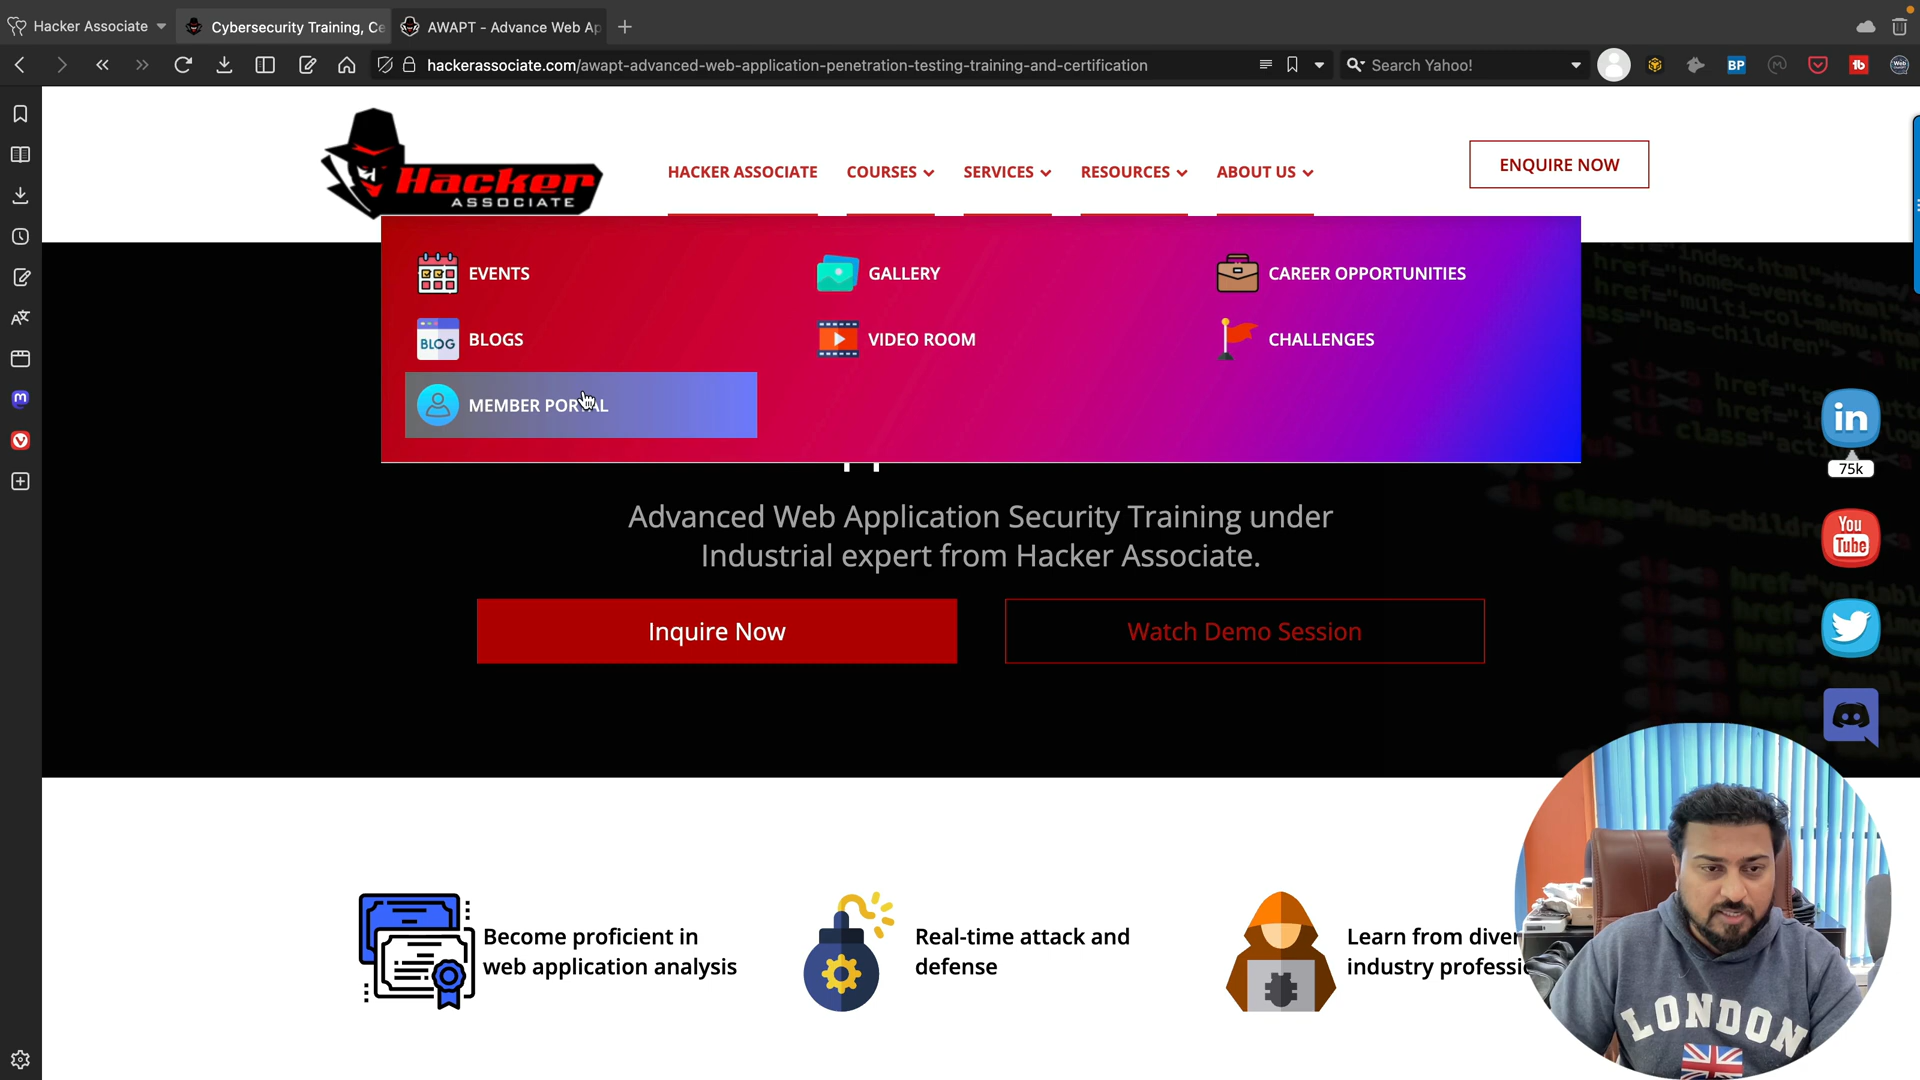 Hacker Associate
Cybersecurity Training, Ce
AWAPT - Advance Web Ap
hackerassociate.com/awapt-advanced-web-application-penetration-testing-training-and-certification
Search Yahoo!
BP
Hacker
ASSOCIATE
HACKER ASSOCIATE
COURSES
SERVICES
RESOURCES
ABOUT US
ENQUIRE NOW
EVENTS
GALLERY
CAREER OPPORTUNITIES
BLOG
BLOGS
VIDEO ROOM
CHALLENGES
MEMBER PORTAL
Advanced Web Application Security Training under
Industrial expert from Hacker Associate.
Inquire Now
Watch Demo Session
in
75k
You
Tube
Become proficient in
web application analysis
Real-time attack and
defense
Learn from diver
industry professio
LONDON